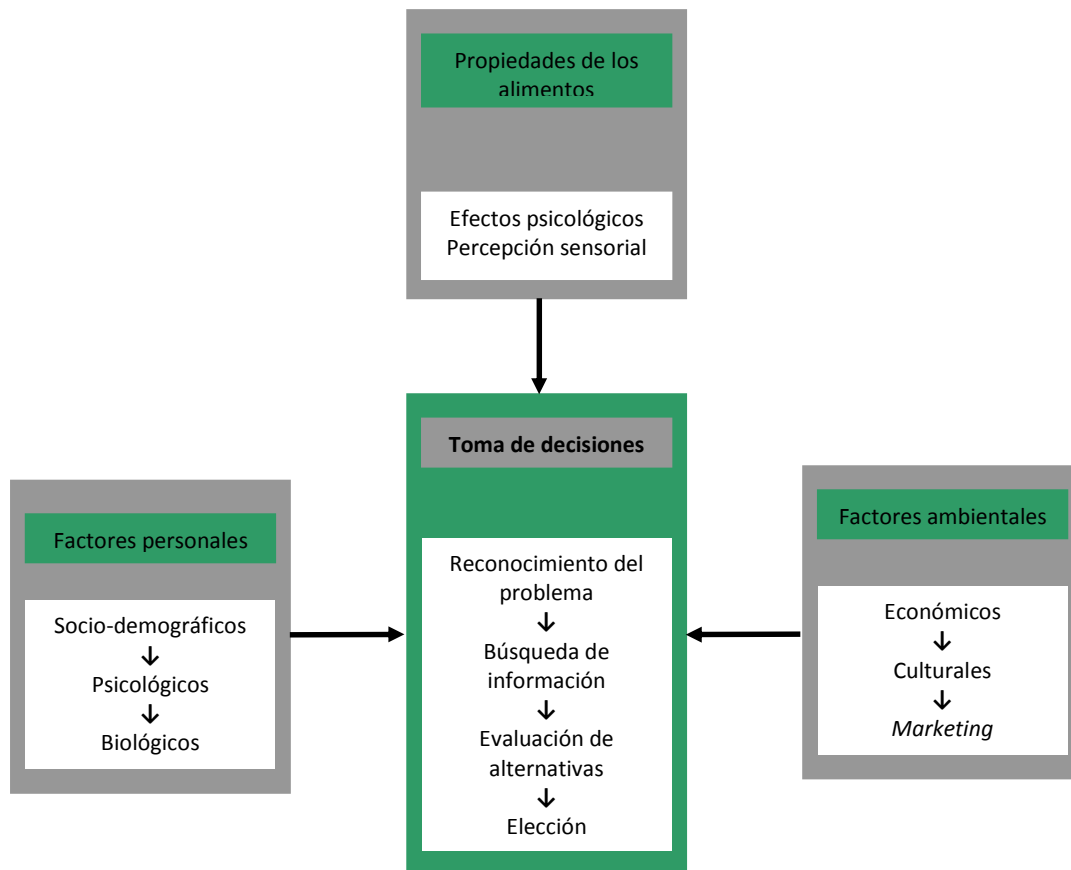 Propiedades de los
alimentos
Efectos psicológicos
Percepción sensorial
Toma de decisiones
Reconocimiento del
problema
↓
Búsqueda de
información
↓
Evaluación de
alternativas
↓
Elección
Factores personales
Socio-demográficos
↓
Psicológicos
↓
Biológicos
Factores ambientales
Económicos
↓
Culturales
↓
Marketing